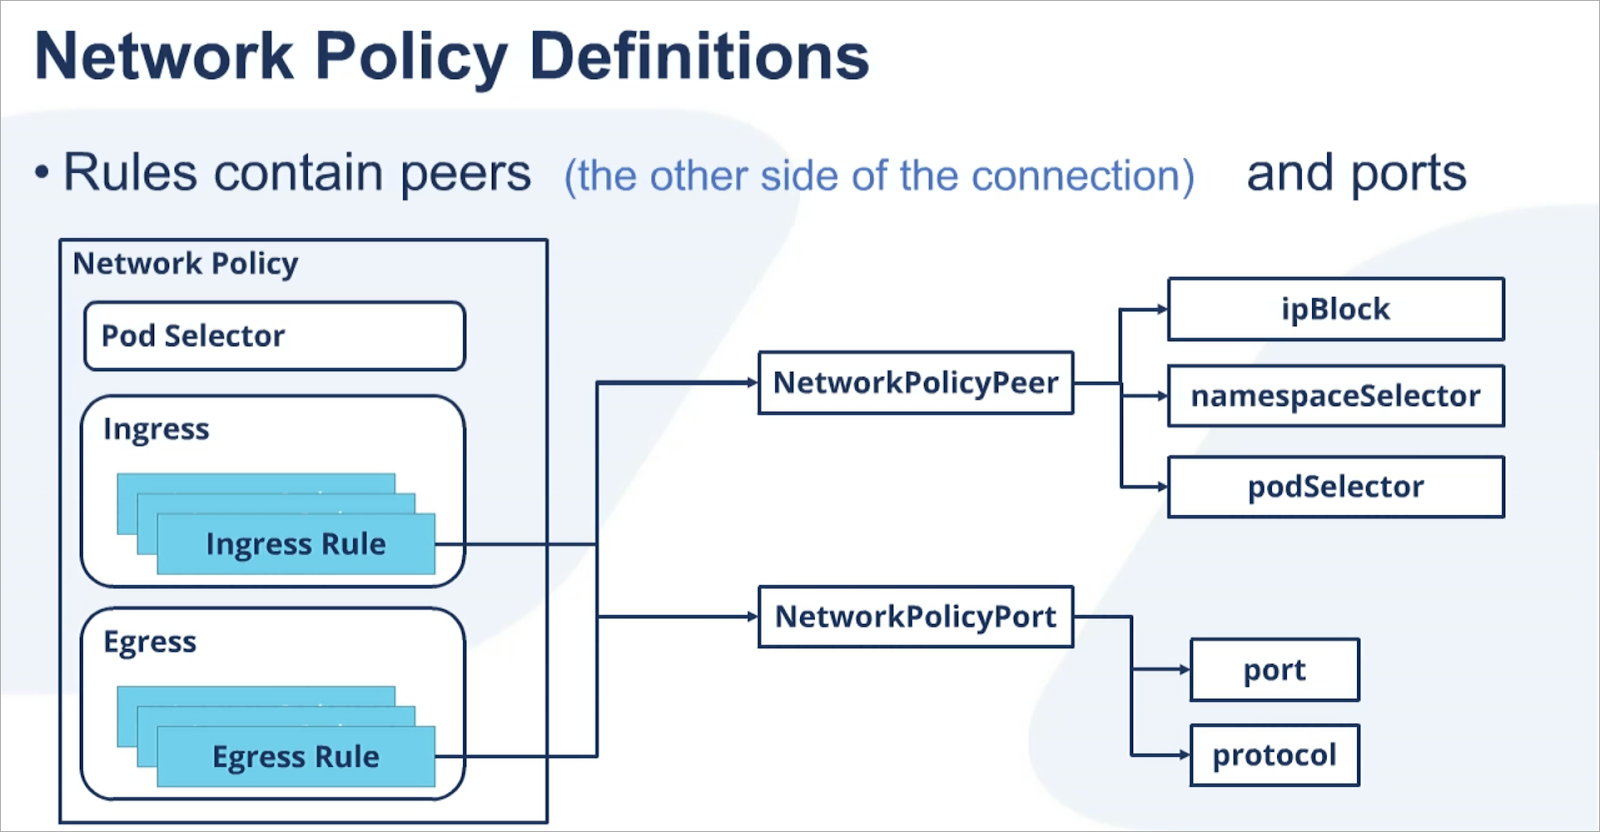 Network Policy Definitions
• Rules contain peers (the other side of the connection) and ports
Network Policy
Pod Selector
Ingress
Ingress Rule
Egress
Egress Rule
NetworkPolicyPeer
ipBlock
namespaceSelector
podSelector
NetworkPolicyPort
port
protocol